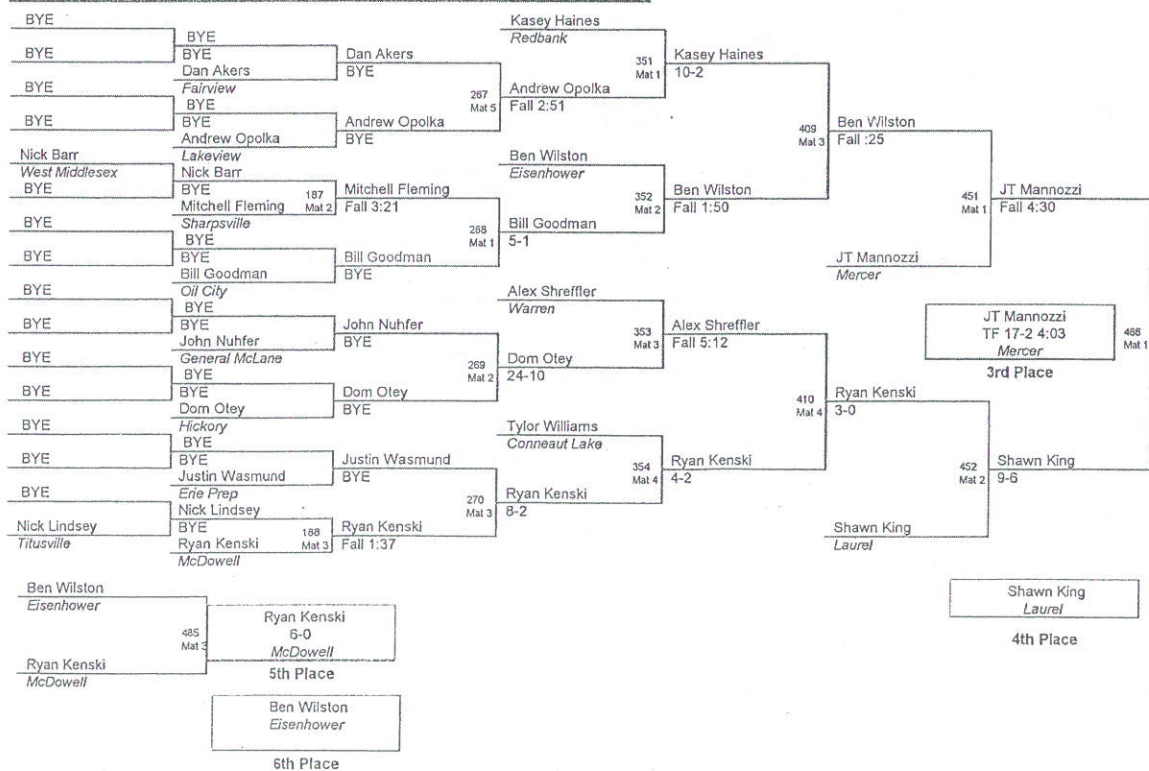 BYE
BYE
BYE
BYE
Nick Barr
West Middlesex
BYE
BYE
BYE
BYE
BYE
BYE
BYE
BYE
BYE
BYE
Nick Lindsey
Titusville
BYE
BYE
Dan Akers
Fairview
BYE
BYE
Andrew Opolka
Lakeview
Nick Barr
BYE
187
Mat 2
Mitchell Fleming
Sharpsville
BYE
BYE
Bill Goodman
Oil City
BYE
BYE
John Nuhfer
General McLane
BYE
BYE
Dom Otey
Hickory
BYE
BYE
Justin Wasmund
Erie Prep
Nick Lindsey
BYE
188
Mat 3
Ryan Kenski
McDowell
Dan Akers
BYE
267
Mat 5
Andrew Opolka
BYE
Mitchell Fleming
Fall 3:21
268
Mat 1
Bill Goodman
BYE
John Nuhfer
BYE
269
Mat 2
Dom Otey
BYE
Justin Wasmund
BYE
270
Mat 3
Ryan Kenski
Fall 1:37
Kasey Haines
Redbank
351
Mat 1
Andrew Opolka
Fall 2:51
Ben Wilston
Eisenhower
352
Mat 2
Bill Goodman
5-1
Alex Shreffler
Warren
353
Mat 3
Dom Otey
24-10
Tylor Williams
Conneaut Lake
354
Mat 4
Ryan Kenski
8-2
Kasey Haines
10-2
409
Mat 3
Ben Wilston
Fall 1:50
Alex Shreffler
Fall 5:12
410
Mat 4
Ryan Kenski
4-2
Ben Wilston
Fall :25
451
Mat 1
JT Mannozzi
Mercer
Ryan Kenski
3-0
452
Mat 2
Shawn King
Laurel
JT Mannozzi
Fall 4:30
JT Mannozzi
TF 17-2 4:03
Mercer
486
Mat 1
3rd Place
Shawn King
9-6
Shawn King
Laurel
4th Place
Ben Wilston
Eisenhower
485
Mat 3
Ryan Kenski
McDowell
Ryan Kenski
6-0
McDowell
5th Place
Ben Wilston
Eisenhower
6th Place